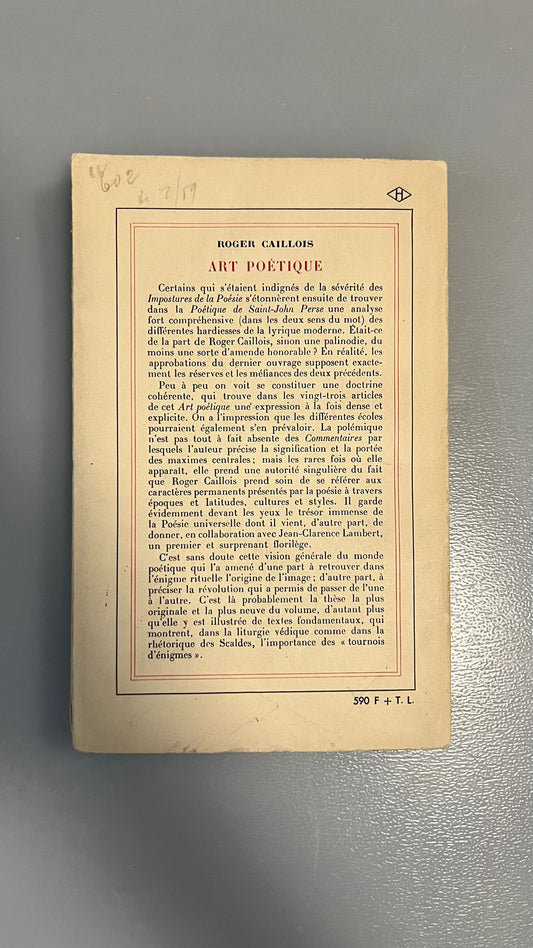 602
H
ROGER CAILLOIS
ART POÉTIQUE
Certains qui s'étaient indignés de la sévérité des
Impostures de la Poésie s'étonnèrent ensuite de trouver
dans la Poétique de Saint-John Perse une analyse
fort compréhensive (dans les deux sens du mot) des
différentes hardiesses de la lyrique moderne. Était-ce
de la part de Roger Caillois, sinon une palinodie, du
moins une sorte d'amende honorable ? En réalité, les
approbations du dernier ouvrage supposent exacte-
ment les réserves et les méfiances des deux précédents.
Peu à peu on voit se constituer une doctrine
cohérente, qui trouve dans les vingt-trois articles
de cet Art poétique une expression à la fois dense et
explicite. On a l'impression que les différentes écoles
pourraient également s'en prévaloir. La polémique
n'est pas tout à fait absente des Commentaires par
lesquels l'auteur précise la signification et la portée
des maximes centrales ; mais les rares fois où elle
apparaît, elle prend une autorité singulière du fait
que Roger Caillois prend soin de se référer aux
caractères permanents présentés par la poésie à travers
époques et latitudes, cultures et styles. Il garde
évidemment devant les yeux le trésor immense de
la Poésie universelle dont il vient, d'autre part, de
donner, en collaboration avec Jean-Clarence Lambert,
un premier et surprenant florilège.
C'est sans doute cette vision générale du monde
poétique qui l'a amené d'une part à retrouver dans
l'énigme rituelle l'origine de l'image ; d'autre part, à
préciser la révolution qui a permis de passer de l'une
à l'autre. C'est là probablement la thèse la plus
originale et la plus neuve du volume, d'autant plus
qu'elle y est illustrée de textes fondamentaux, qui
montrent, dans la liturgie védique comme dans la
rhétorique des Scaldes, l'importance des « tournois
d'énigmes ».
590 F + T. L.